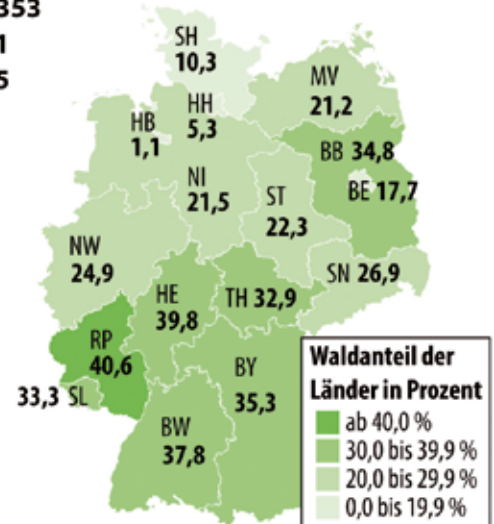 353
1
5
SH
10,3
MV
21,2
HH
5,3
HB
1,1
BB 34,8
BE 17,7
NI
21,5
ST
22,3
NW
24,9
SN 26,9
HE
39,8
TH 32,9
RP
40,6
33,3 SL
BY
35,3
BW
37,8
Waldanteil der
Länder in Prozent
ab 40,0 %
30,0 bis 39,9 %
20,0 bis 29,9 %
0,0 bis 19,9 %